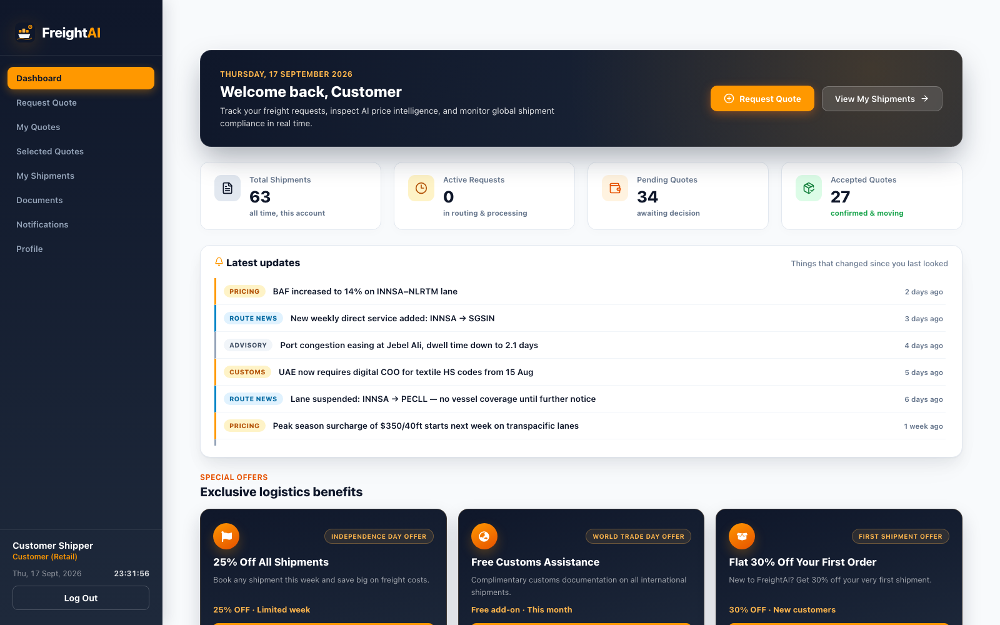 FreightAI
Dashboard
Request Quote
My Quotes
Selected Quotes
My Shipments
Documents
Notifications
Profile
Customer Shipper
Customer (Retail)
Thu, 17 Sept, 2026 23:31:56
Log Out
THURSDAY, 17 SEPTEMBER 2026
Welcome back, Customer
Track your freight requests, inspect AI price intelligence, and monitor global shipment
compliance in real time.
Request Quote
View My Shipments →
Total Shipments
63
all time, this account
Active Requests
0
in routing & processing
Pending Quotes
34
awaiting decision
Accepted Quotes
27
confirmed & moving
Latest updates
Things that changed since you last looked
PRICING BAF increased to 14% on INNSA–NLRTM lane 2 days ago
ROUTE NEWS New weekly direct service added: INNSA → SGSIN 3 days ago
ADVISORY Port congestion easing at Jebel Ali, dwell time down to 2.1 days 4 days ago
CUSTOMS UAE now requires digital COO for textile HS codes from 15 Aug 5 days ago
ROUTE NEWS Lane suspended: INNSA → PECLL — no vessel coverage until further notice 6 days ago
PRICING Peak season surcharge of $350/40ft starts next week on transpacific lanes 1 week ago
SPECIAL OFFERS
Exclusive logistics benefits
INDEPENDENCE DAY OFFER
25% Off All Shipments
Book any shipment this week and save big on freight costs.
25% OFF · Limited week
WORLD TRADE DAY OFFER
Free Customs Assistance
Complimentary customs documentation on all international
shipments.
Free add-on · This month
FIRST SHIPMENT OFFER
Flat 30% Off Your First Order
New to FreightAI? Get 30% off your very first shipment.
30% OFF · New customers